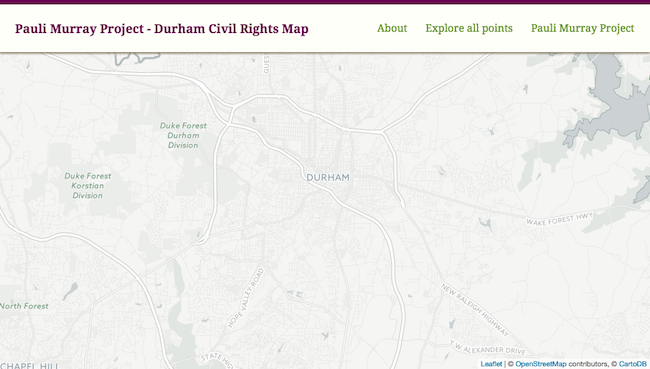 Pauli Murray Project - Durham Civil Rights Map
About
Explore all points
Pauli Murray Project
GUES
Duke Forest
Durham
Division
Duke Forest
Korstian
Division
DURHAM
WAKE FOREST HWY
HOPE VALLEY ROAD
NEW RALEIGH HWY
North Forest
T.W. ALEXANDER DRIVE
STATE HIG
CHAPEL HILL
Leaflet | © OpenStreetMap contributors, © CartoDB